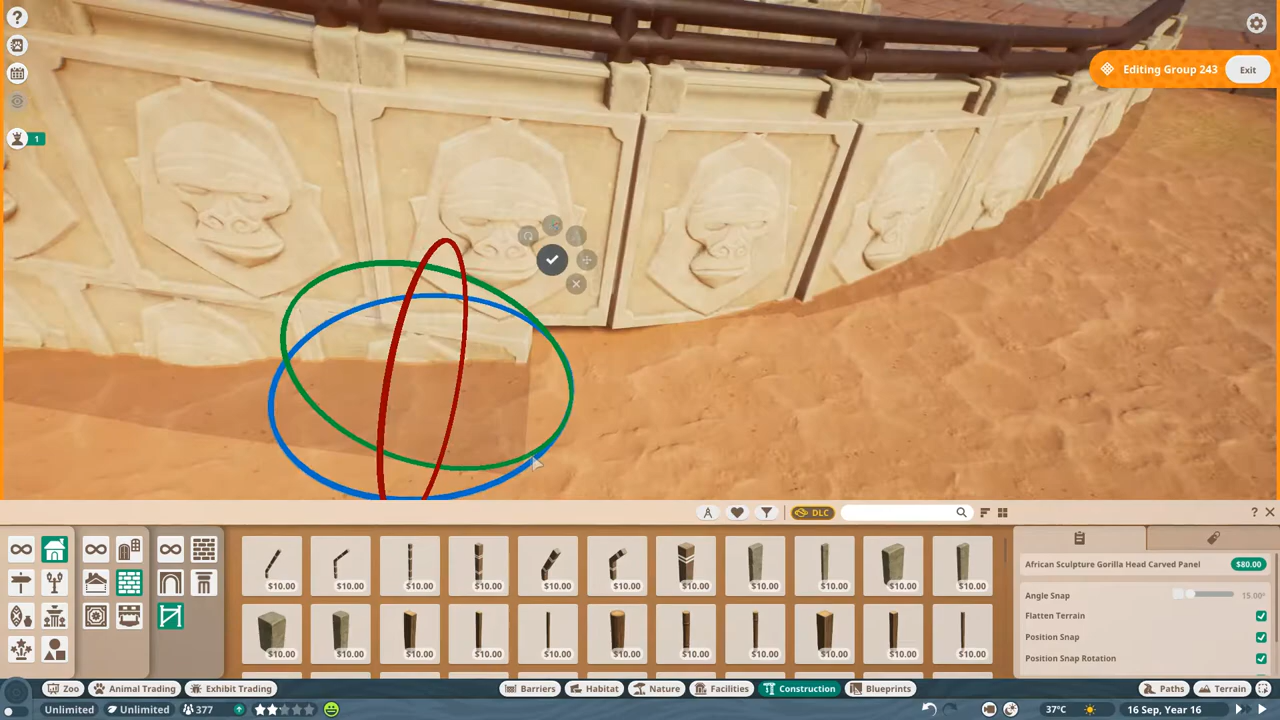 ?
Editing Group 243
Exit
1
DLC
? ×
$10.00 $10.00 $10.00 $10.00 $10.00 $10.00 $10.00 $10.00 $10.00 $10.00 $10.00
$10.00 $10.00 $10.00 $10.00 $10.00 $10.00 $10.00 $10.00 $10.00 $10.00 $10.00
African Sculpture Gorilla Head Carved Panel $80.00
Angle Snap 15.00°
Flatten Terrain
Position Snap
Position Snap Rotation
Zoo Animal Trading Exhibit Trading Barriers Habitat Nature Facilities Construction Blueprints Paths Terrain
Unlimited Unlimited 377 37°C 16 Sep, Year 16